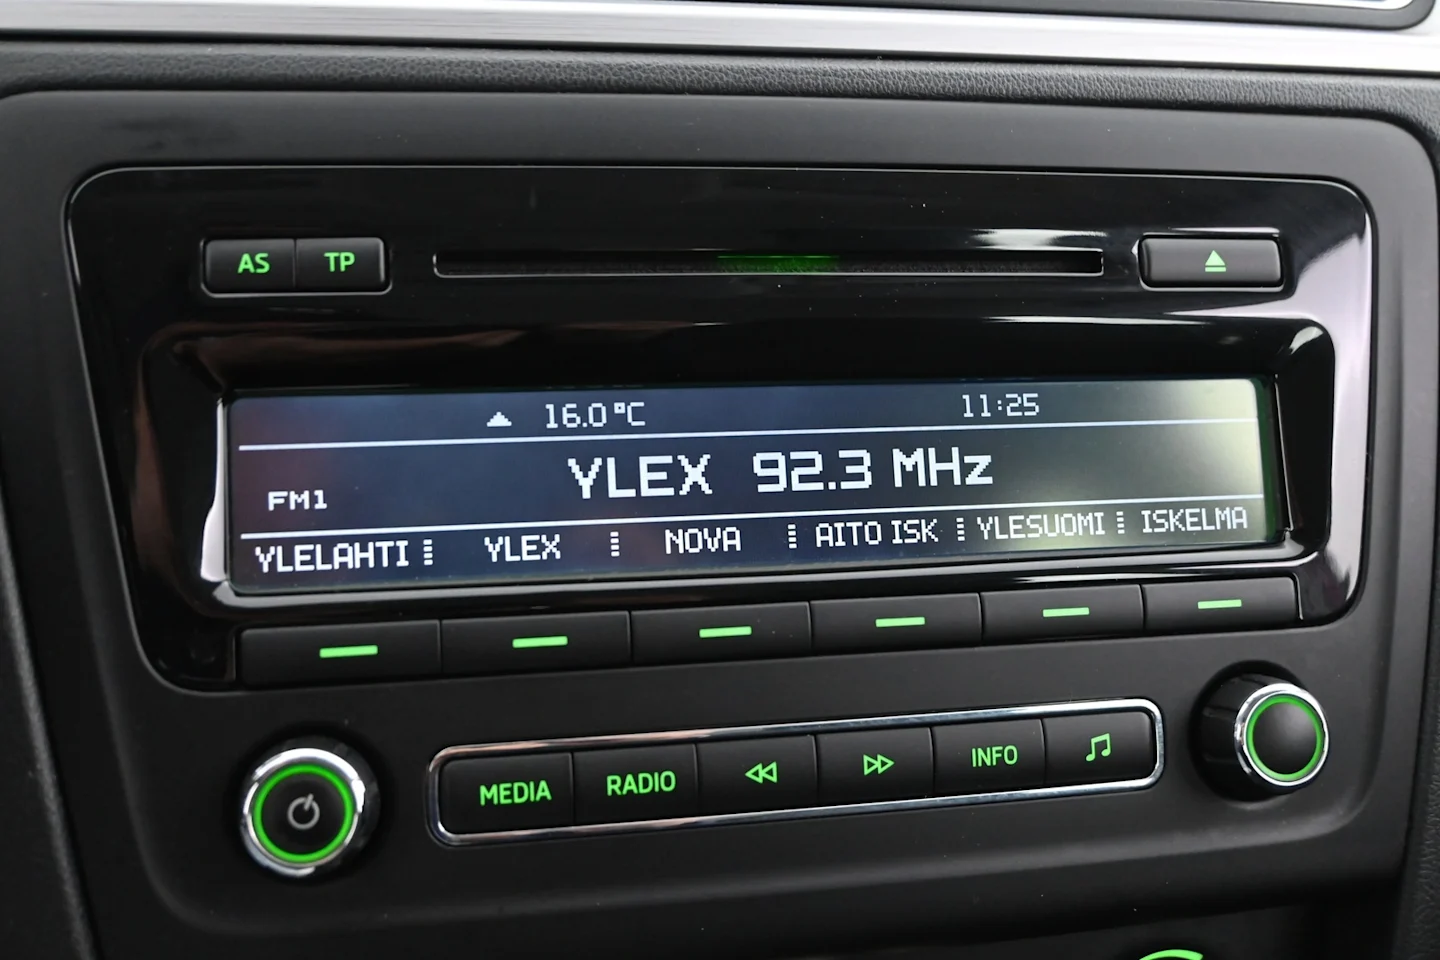 AS TP
16.0 °C 11:25
FM1 YLEX 92.3 MHz
YLELAHTI YLEX NOVA AITO ISK YLESUOMI ISKELMA
MEDIA RADIO INFO